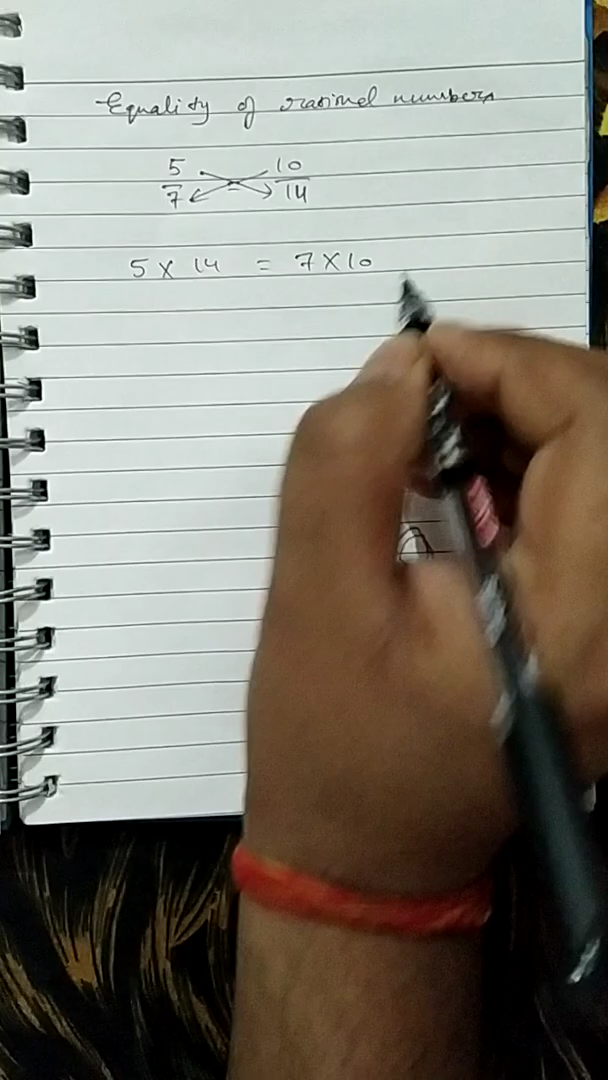 Equality of rational numbers
5/7 = 10/14
5 × 14 = 7 × 10